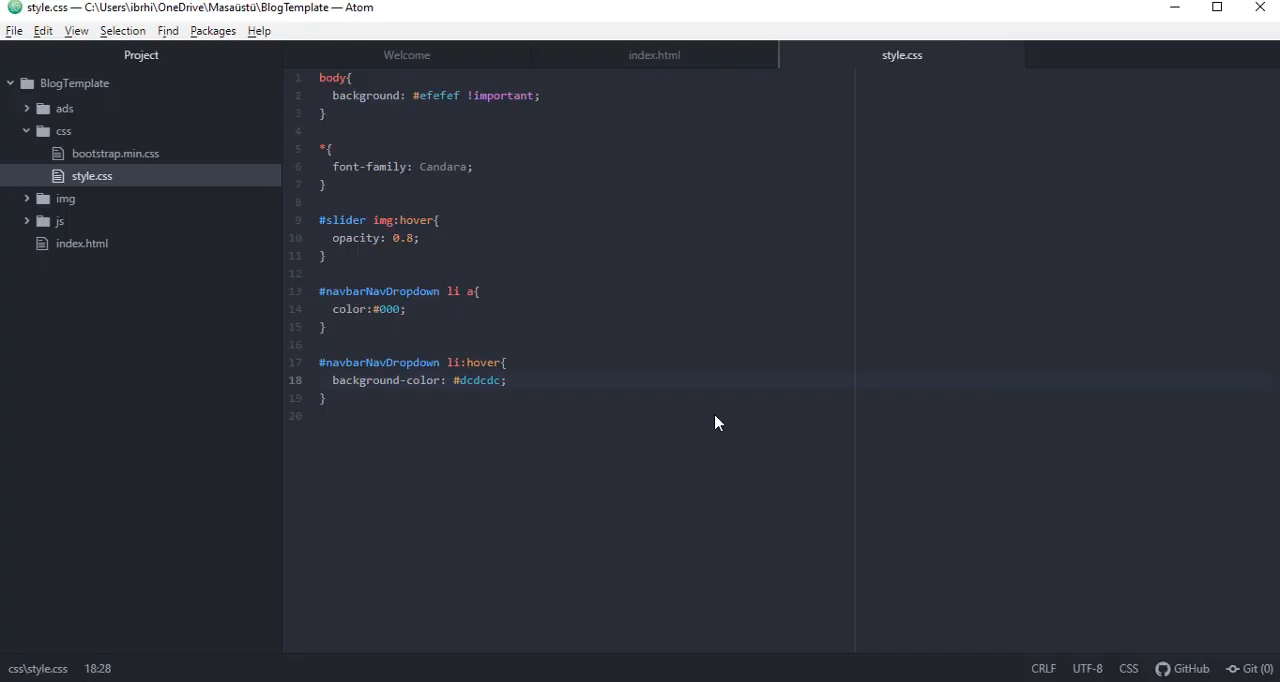 style.css — C:\Users\ibrhi\OneDrive\Masaüstü\BlogTemplate — Atom
File Edit View Selection Find Packages Help
Project Welcome index.html style.css
BlogTemplate
ads
css
bootstrap.min.css
style.css
img
js
index.html
1 body{
2 background: #efefef !important;
3 }
4
5 *{
6 font-family: Candara;
7 }
8
9 #slider img:hover{
10 opacity: 0.8;
11 }
12
13 #navbarNavDropdown li a{
14 color:#000;
15 }
16
17 #navbarNavDropdown li:hover{
18 background-color: #dcdcdc;
19 }
20
css\style.css 18:28 CRLF UTF-8 CSS GitHub Git (0)